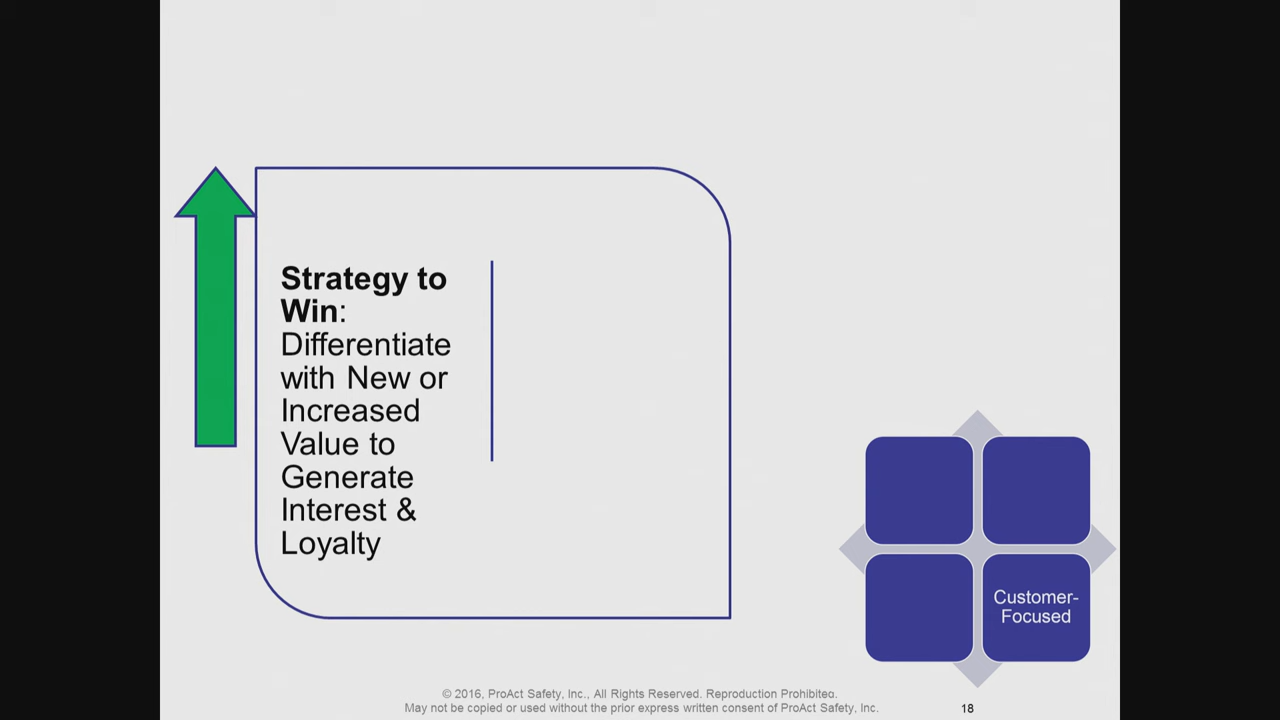 Strategy to
Win:
Differentiate
with New or
Increased
Value to
Generate
Interest &
Loyalty
Customer-
Focused
© 2016, ProAct Safety, Inc., All Rights Reserved. Reproduction Prohibited.
May not be copied or used without the prior express written consent of ProAct Safety, Inc.
18